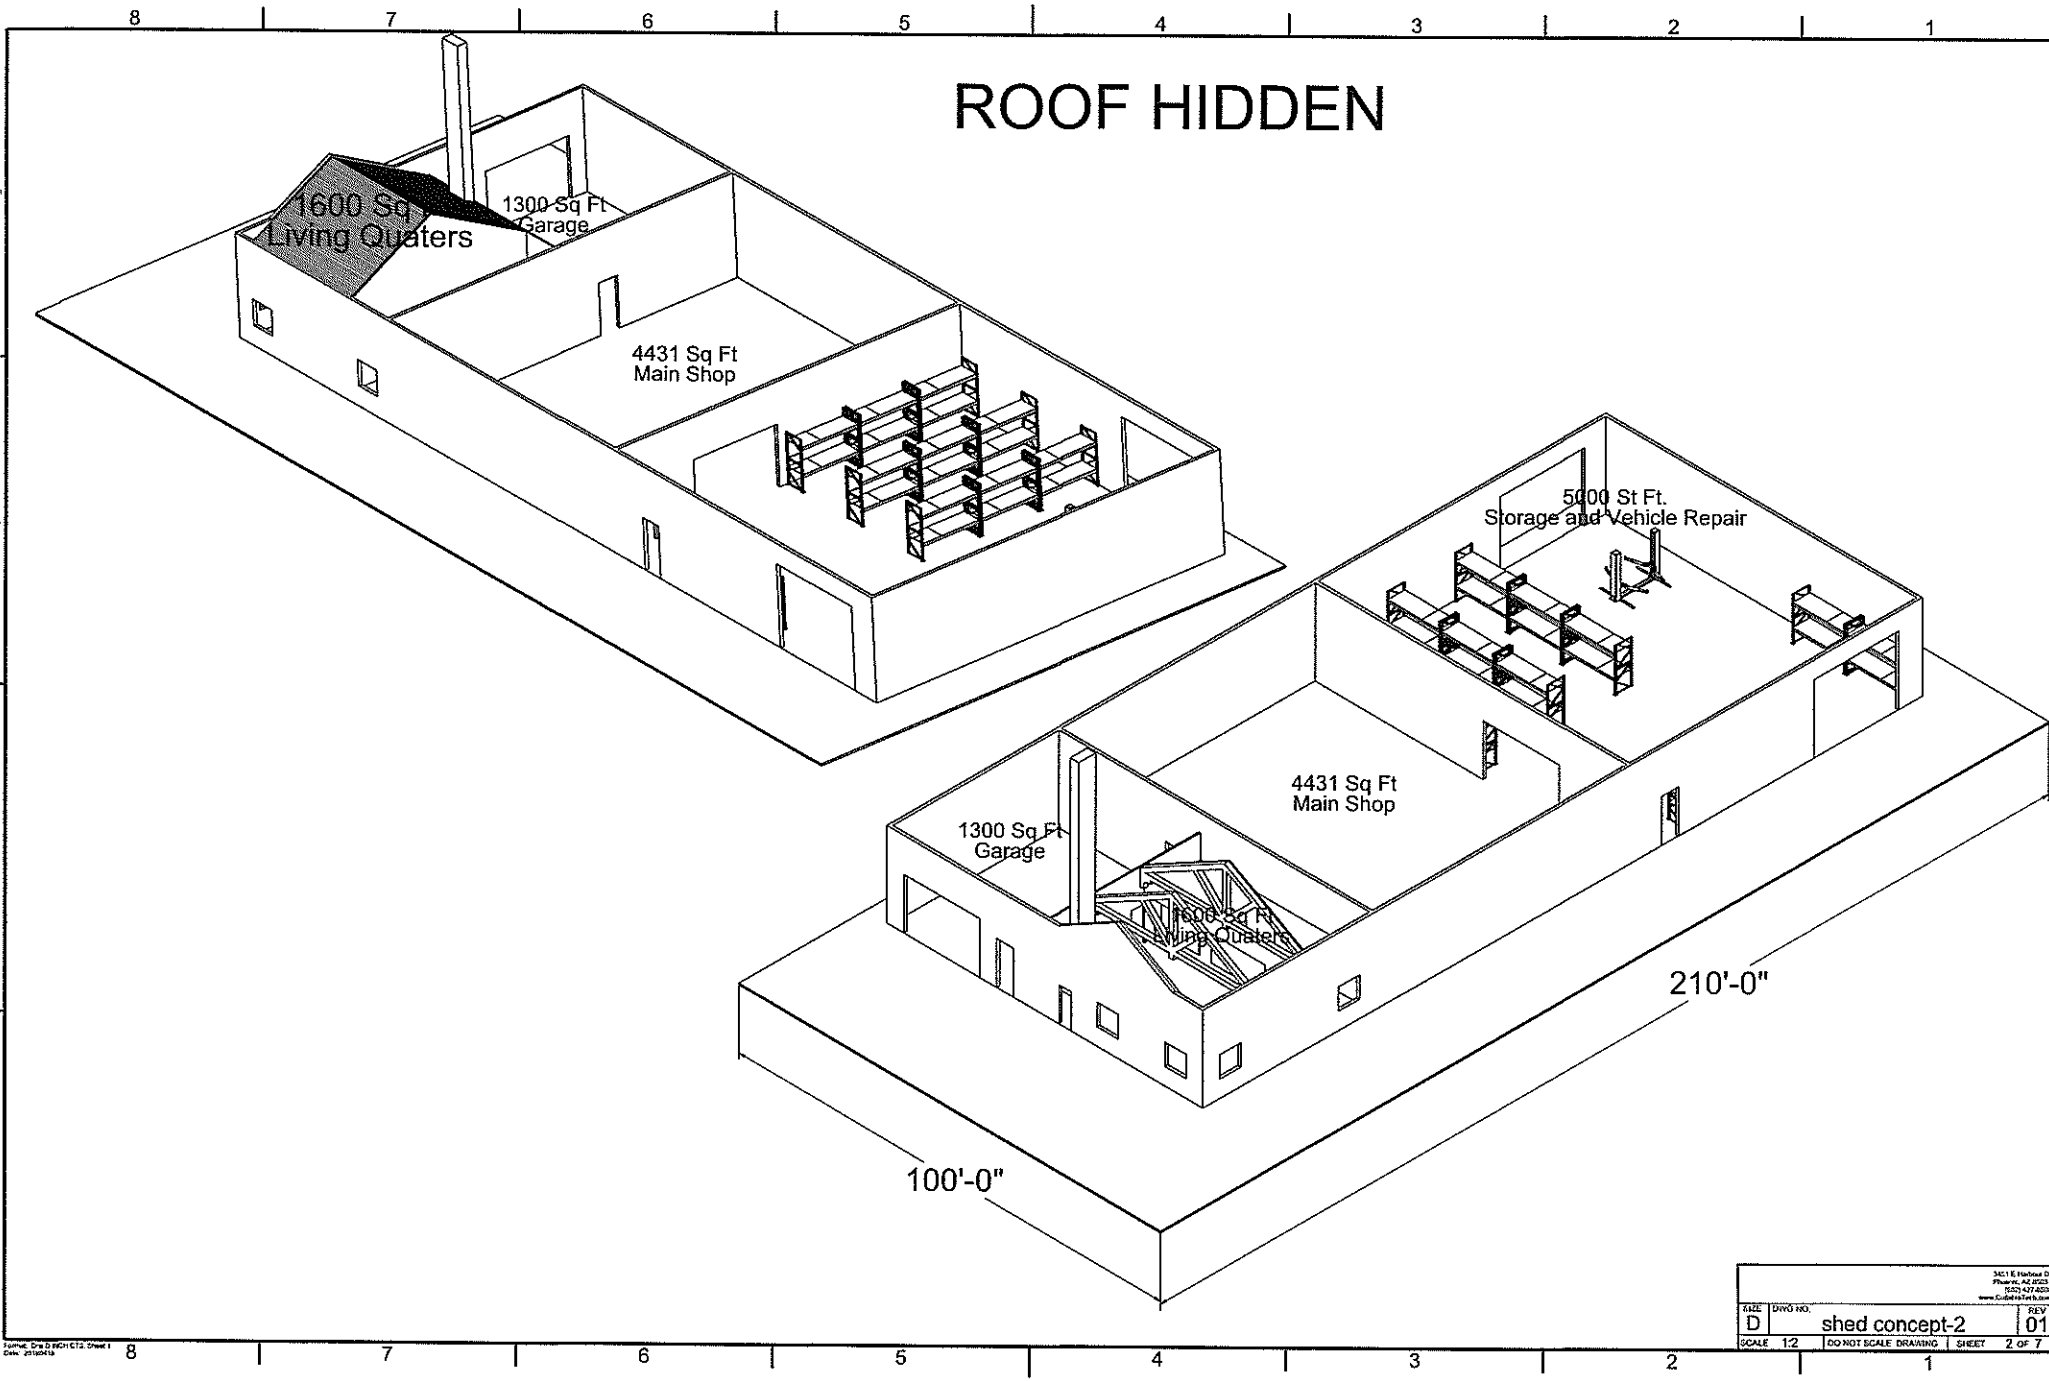 8 7 6 5 4 3 2 1
ROOF HIDDEN
1600 Sq
Living Quaters
1300 Sq Ft
Garage
4431 Sq Ft
Main Shop
5000 St Ft.
Storage and Vehicle Repair
4431 Sq Ft
Main Shop
1300 Sq Ft
Garage
1600 Sq Ft
Living Quaters
210'-0"
100'-0"
SIZE DWG NO. REV
D shed concept-2 01
SCALE 1:2 DO NOT SCALE DRAWING SHEET 2 OF 7
8 7 6 5 4 3 2 1